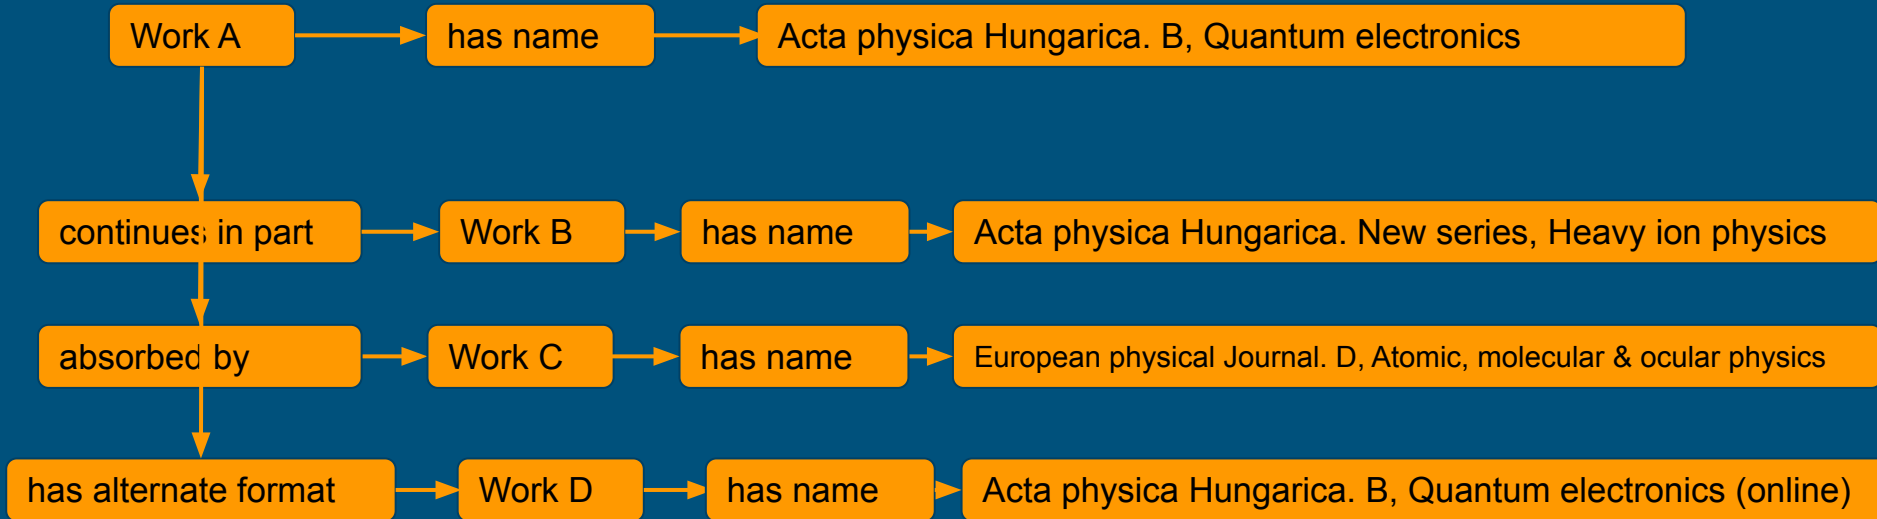 Work A has name Acta physica Hungarica. B, Quantum electronics
continues in part Work B has name Acta physica Hungarica. New series, Heavy ion physics
absorbed by Work C has name European physical Journal. D, Atomic, molecular & ocular physics
has alternate format Work D has name Acta physica Hungarica. B, Quantum electronics (online)